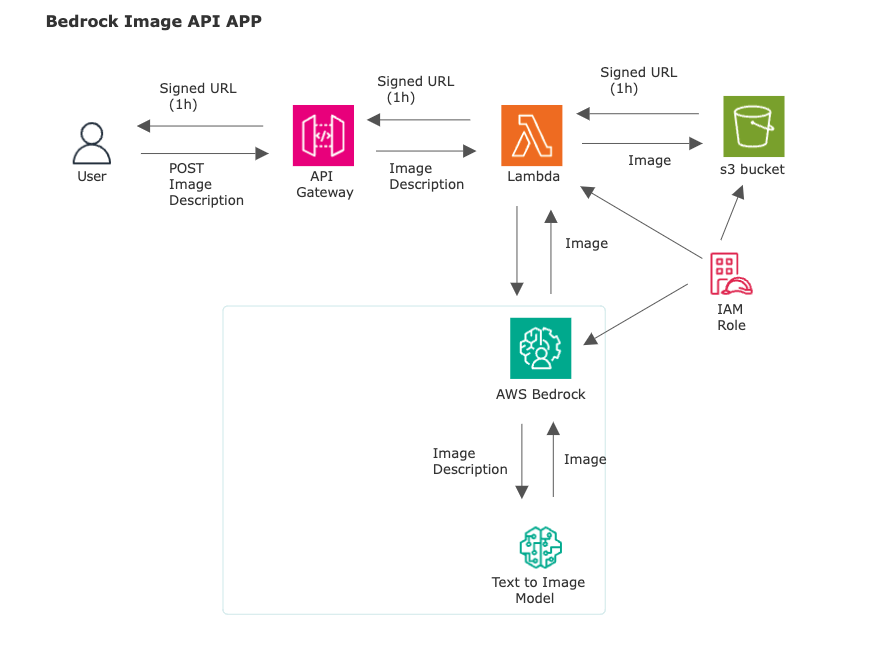 Bedrock Image API APP
Signed URL
(1h)
Signed URL
(1h)
Signed URL
(1h)
User
POST
Image
Description
API
Gateway
Image
Description
Lambda
Image
s3 bucket
Image
IAM
Role
AWS Bedrock
Image
Description
Image
Text to Image
Model